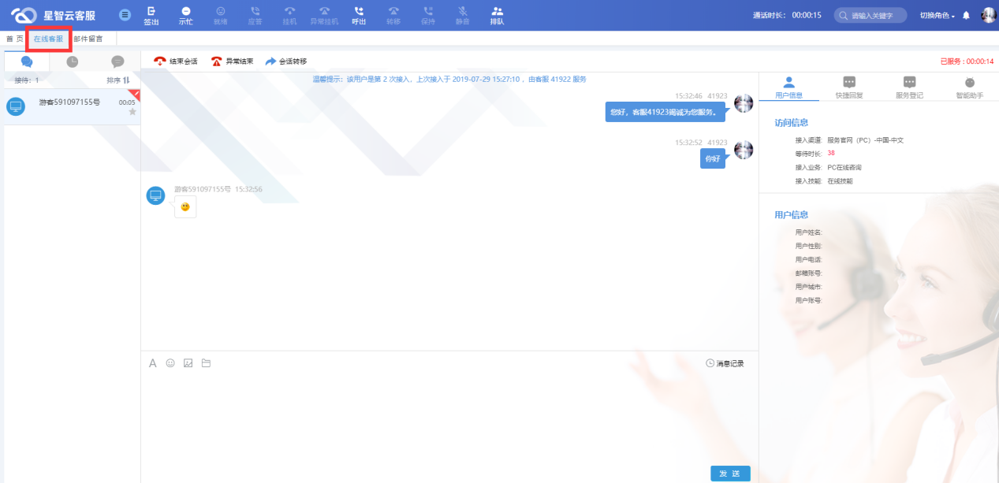 星智云客服
签出 示忙 就绪 应答 挂机 异常挂机 呼出 转移 保持 静音 排队
通话时长： 00:00:15 请输入关键字 切换角色
首 页 在线客服 邮件留言
结束会话 异常结束 会话转移
已服务 : 00:00:14
接待：1 排序
温馨提示：该用户是第 2 次接入，上次接入于 2019-07-29 15:27:10 ，由客服 41922 服务
游客591097155号 00:05
15:32:46 41923
您好，客服41923竭诚为您服务。
15:32:52 41923
你好
游客591097155号 15:32:56
消息记录
发 送
用户信息 快捷回复 服务登记 智能助手
访问信息
接入渠道: 服务官网（PC）-中国-中文
等待时长: 38
接入业务: PC在线咨询
接入技能: 在线技能
用户信息
用户姓名:
用户性别:
用户电话:
邮箱账号:
用户城市:
用户账号: